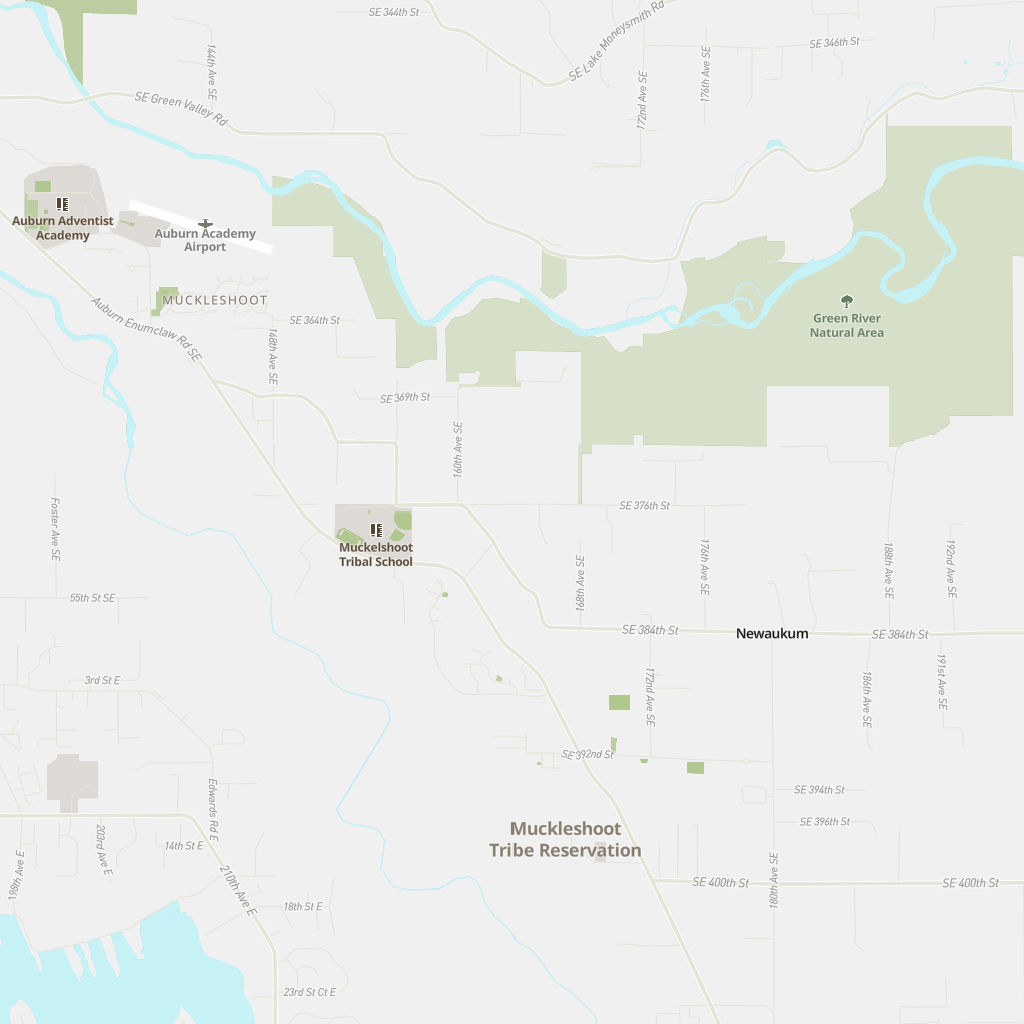 SE 344th St
SE Lake Moneysmith Rd
SE 346th St
144th Ave SE
172nd Ave SE
176th Ave SE
SE Green Valley Rd
Auburn Adventist
Academy
Auburn Academy
Airport
MUCKLESHOOT
Auburn Enumclaw Rd SE
SE 364th St
148th Ave SE
Green River
Natural Area
SE 369th St
160th Ave SE
SE 376th St
Foster Ave SE
Muckelshoot
Tribal School
168th Ave SE
176th Ave SE
188th Ave SE
192nd Ave SE
55th St SE
SE 384th St
Newaukum
SE 384th St
3rd St E
172nd Ave SE
186th Ave SE
191st Ave SE
SE 392nd St
SE 394th St
Edwards Rd E
SE 396th St
Muckleshoot
Tribe Reservation
203rd Ave E
14th St E
198th Ave E
210th Ave E
180th Ave SE
SE 400th St
SE 400th St
18th St E
23rd St Ct E